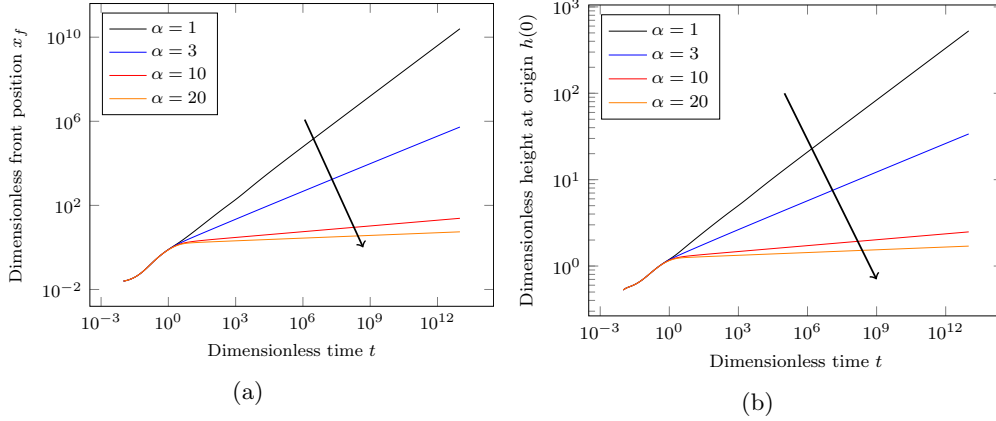 Dimensionless front position x_f
10^10
10^6
10^2
10^−2
α = 1
α = 3
α = 10
α = 20
10^−3 10^0 10^3 10^6 10^9 10^12
Dimensionless time t
(a)
Dimensionless height at origin h(0)
10^3
10^2
10^1
10^0
α = 1
α = 3
α = 10
α = 20
10^−3 10^0 10^3 10^6 10^9 10^12
Dimensionless time t
(b)